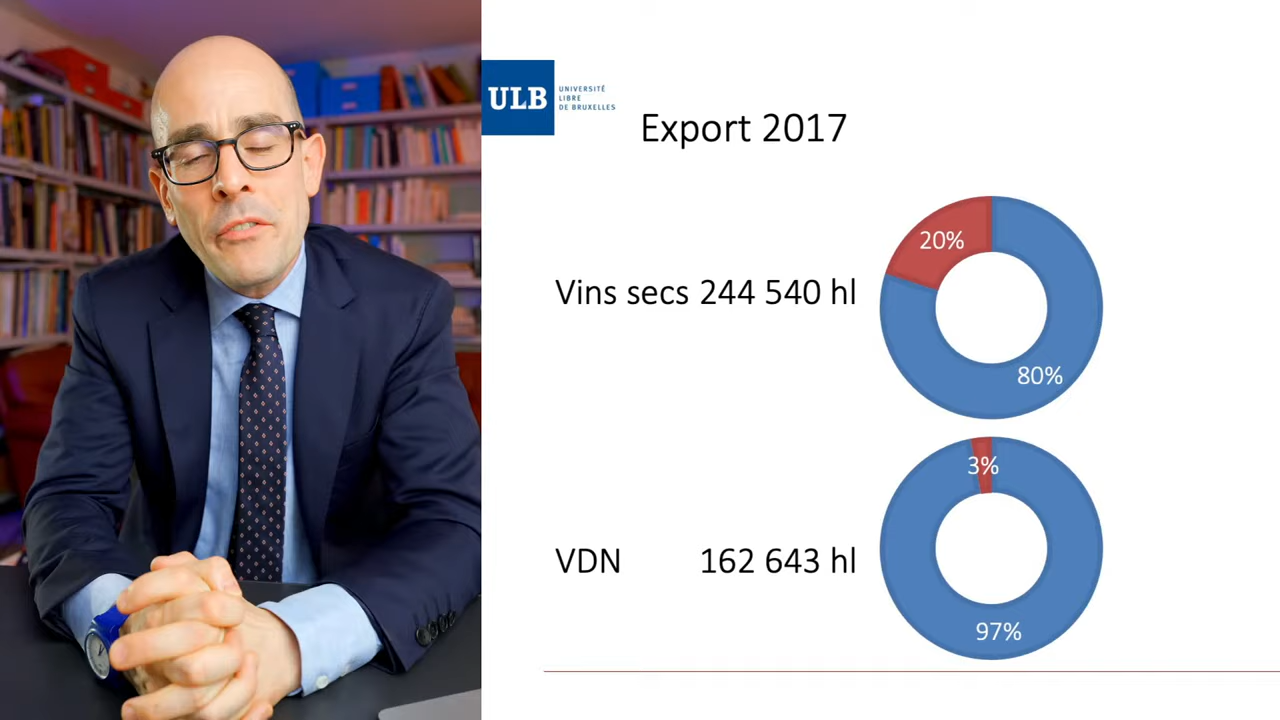 ULB
UNIVERSITÉ
LIBRE
DE BRUXELLES
Export 2017
20%
Vins secs 244 540 hl
80%
3%
VDN 162 643 hl
97%